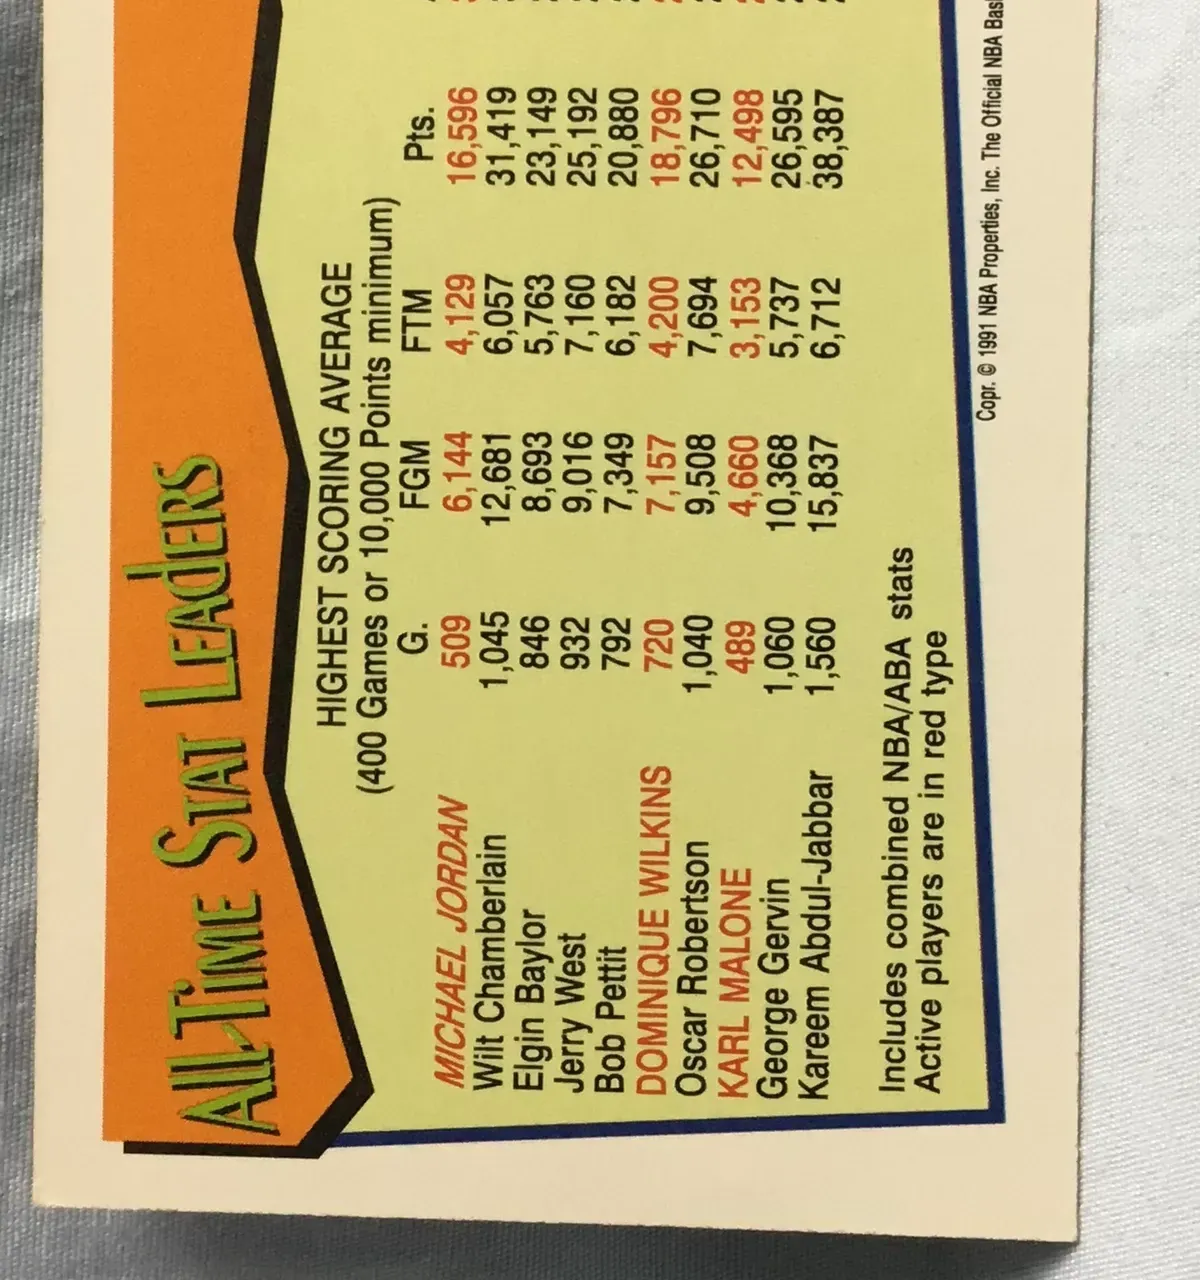 All-Time Stat Leaders
HIGHEST SCORING AVERAGE
(400 Games or 10,000 Points minimum)
G. FGM FTM Pts.
MICHAEL JORDAN 509 6,144 4,129 16,596
Wilt Chamberlain 1,045 12,681 6,057 31,419
Elgin Baylor 846 8,693 5,763 23,149
Jerry West 932 9,016 7,160 25,192
Bob Pettit 792 7,349 6,182 20,880
DOMINIQUE WILKINS 720 7,157 4,200 18,796
Oscar Robertson 1,040 9,508 7,694 26,710
KARL MALONE 489 4,660 3,153 12,498
George Gervin 1,060 10,368 5,737 26,595
Kareem Abdul-Jabbar 1,560 15,837 6,712 38,387
Includes combined NBA/ABA stats
Active players are in red type
Copr. © 1991 NBA Properties, Inc. The Official NBA